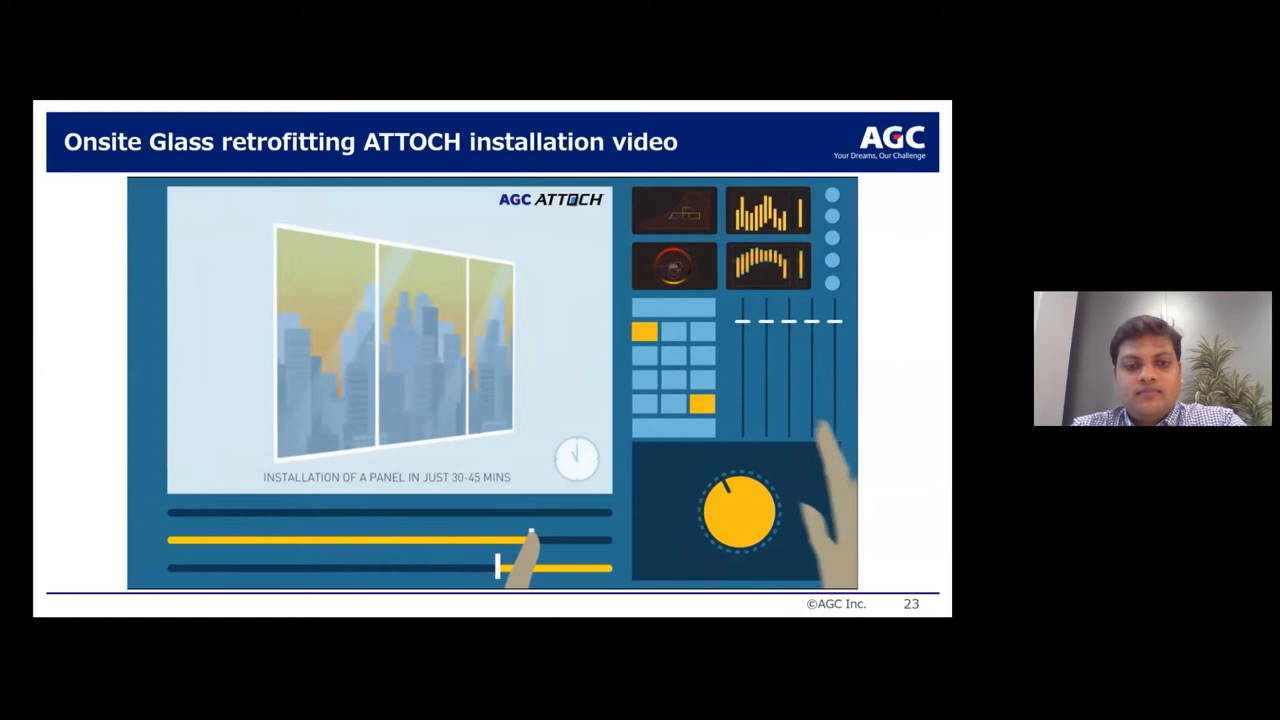 Onsite Glass retrofitting ATTOCH installation video
AGC
Your Dreams, Our Challenge
AGC ATTOCH
INSTALLATION OF A PANEL IN JUST 30-45 MINS
©AGC Inc. 23